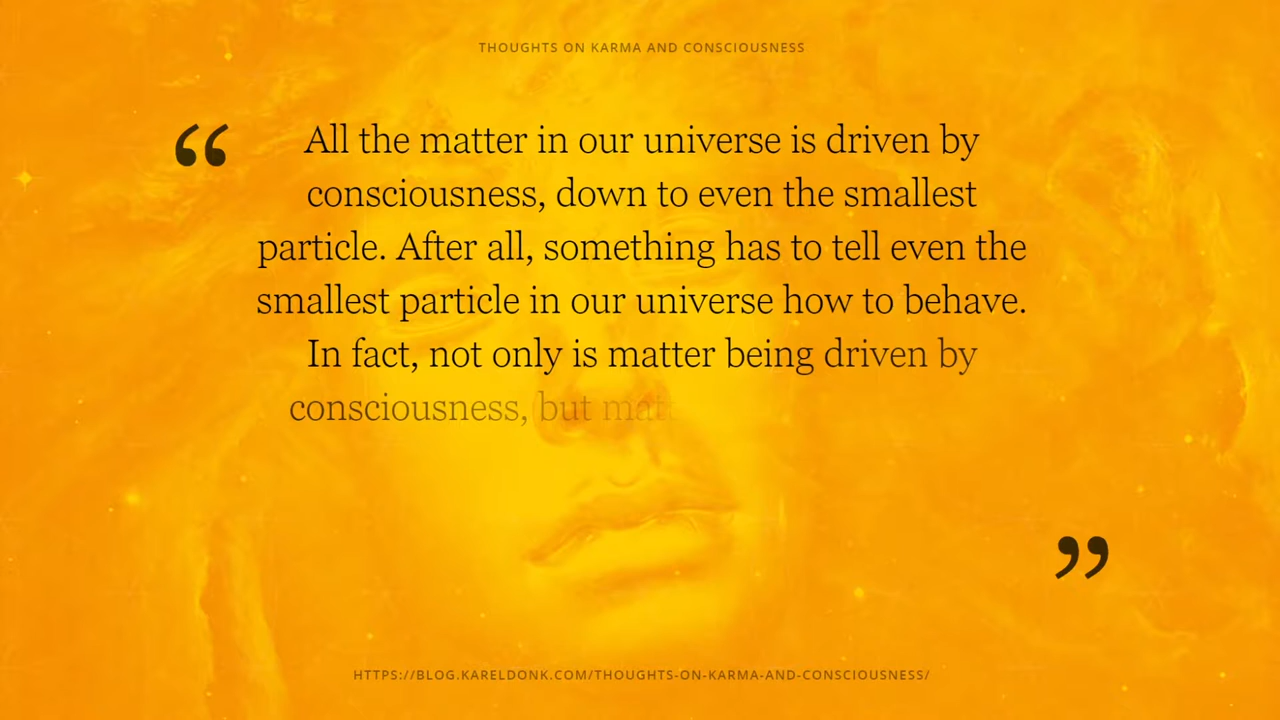 THOUGHTS ON KARMA AND CONSCIOUSNESS
“ All the matter in our universe is driven by
consciousness, down to even the smallest
particle. After all, something has to tell even the
smallest particle in our universe how to behave.
In fact, not only is matter being driven by
consciousness, but
”
HTTPS://BLOG.KARELDONK.COM/THOUGHTS-ON-KARMA-AND-CONSCIOUSNESS/